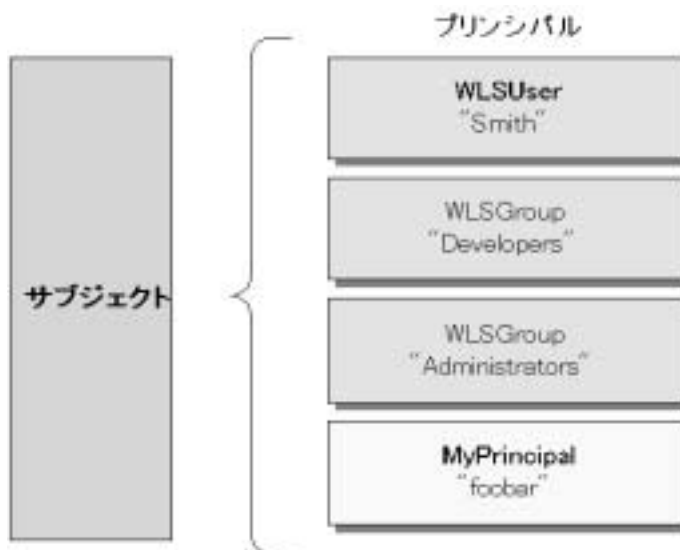 プリンシパル
WLSUser
"Smith"
WLSGroup
"Developers"
サブジェクト
WLSGroup
"Administrators"
MyPrincipal
"foobar"